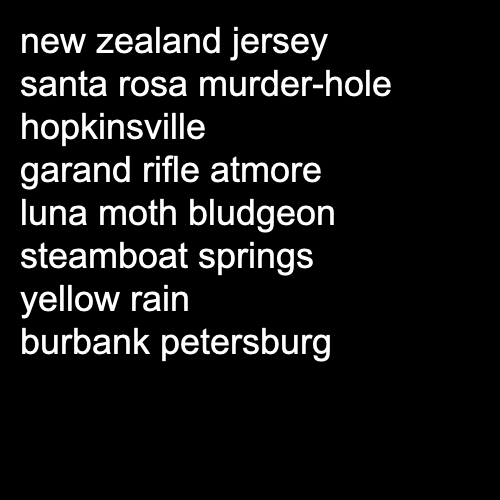 new zealand jersey
santa rosa murder-hole
hopkinsville
garand rifle atmore
luna moth bludgeon
steamboat springs
yellow rain
burbank petersburg